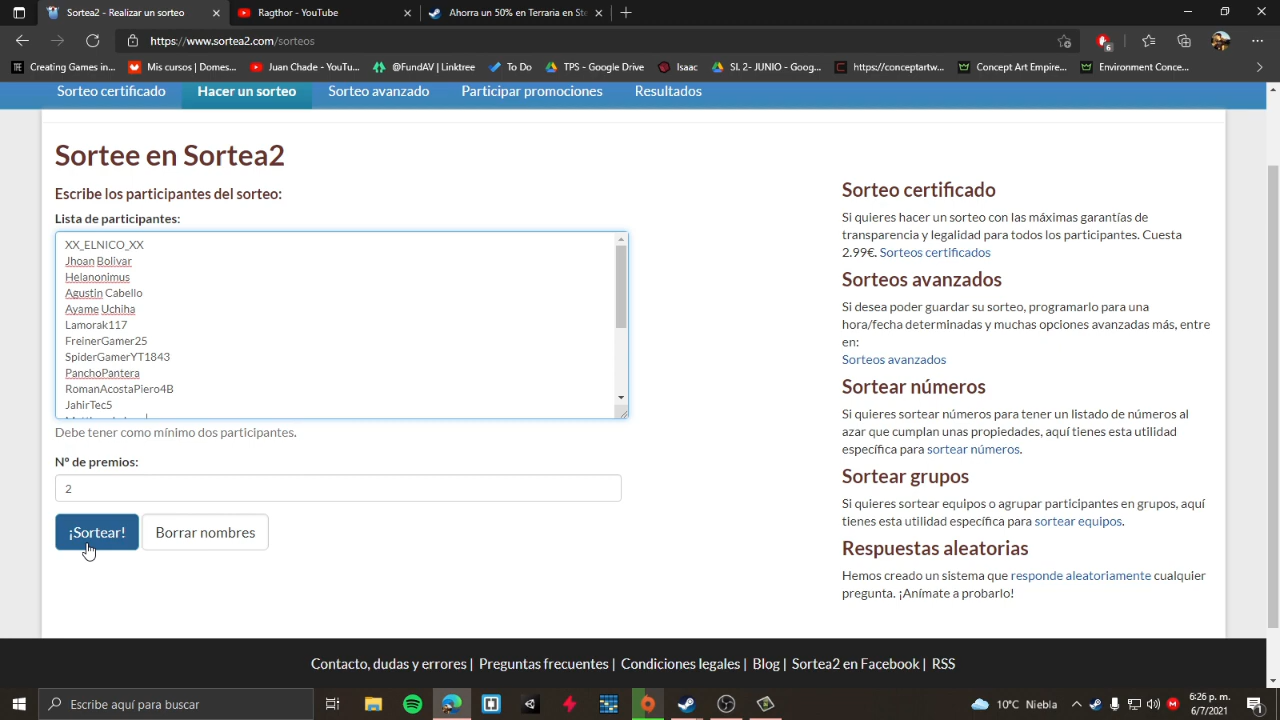 Sortea2 - Realizar un sorteo
Ragthor - YouTube
Ahorra un 50% en Terraria en Ste
https://www.sortea2.com/sorteos
6
Creating Games in...
Mis cursos | Domes...
Juan Chade - YouTu...
@FundAV | Linktree
To Do
TPS - Google Drive
Isaac
SI. 2- JUNIO - Goog...
https://conceptartw...
Concept Art Empire...
Environment Conce...
Sorteo certificado
Hacer un sorteo
Sorteo avanzado
Participar promociones
Resultados
Sortee en Sortea2
Escribe los participantes del sorteo:
Lista de participantes:
XX_ELNICO_XX
Jhoan Bolivar
Helanonimus
Agustin Cabello
Ayame Uchiha
Lamorak117
FreinerGamer25
SpiderGamerYT1843
PanchoPantera
RomanAcostaPiero4B
JahirTec5
Debe tener como mínimo dos participantes.
Nº de premios:
2
¡Sortear!
Borrar nombres
Sorteo certificado
Si quieres hacer un sorteo con las máximas garantías de
transparencia y legalidad para todos los participantes. Cuesta
2.99€. Sorteos certificados
Sorteos avanzados
Si desea poder guardar su sorteo, programarlo para una
hora/fecha determinadas y muchas opciones avanzadas más, entre
en:
Sorteos avanzados
Sortear números
Si quieres sortear números para tener un listado de números al
azar que cumplan unas propiedades, aquí tienes esta utilidad
específica para sortear números.
Sortear grupos
Si quieres sortear equipos o agrupar participantes en grupos, aquí
tienes esta utilidad específica para sortear equipos.
Respuestas aleatorias
Hemos creado un sistema que responde aleatoriamente cualquier
pregunta. ¡Anímate a probarlo!
Contacto, dudas y errores | Preguntas frecuentes | Condiciones legales | Blog | Sortea2 en Facebook | RSS
Escribe aquí para buscar
10°C Niebla
6:26 p. m.
6/7/2021
1